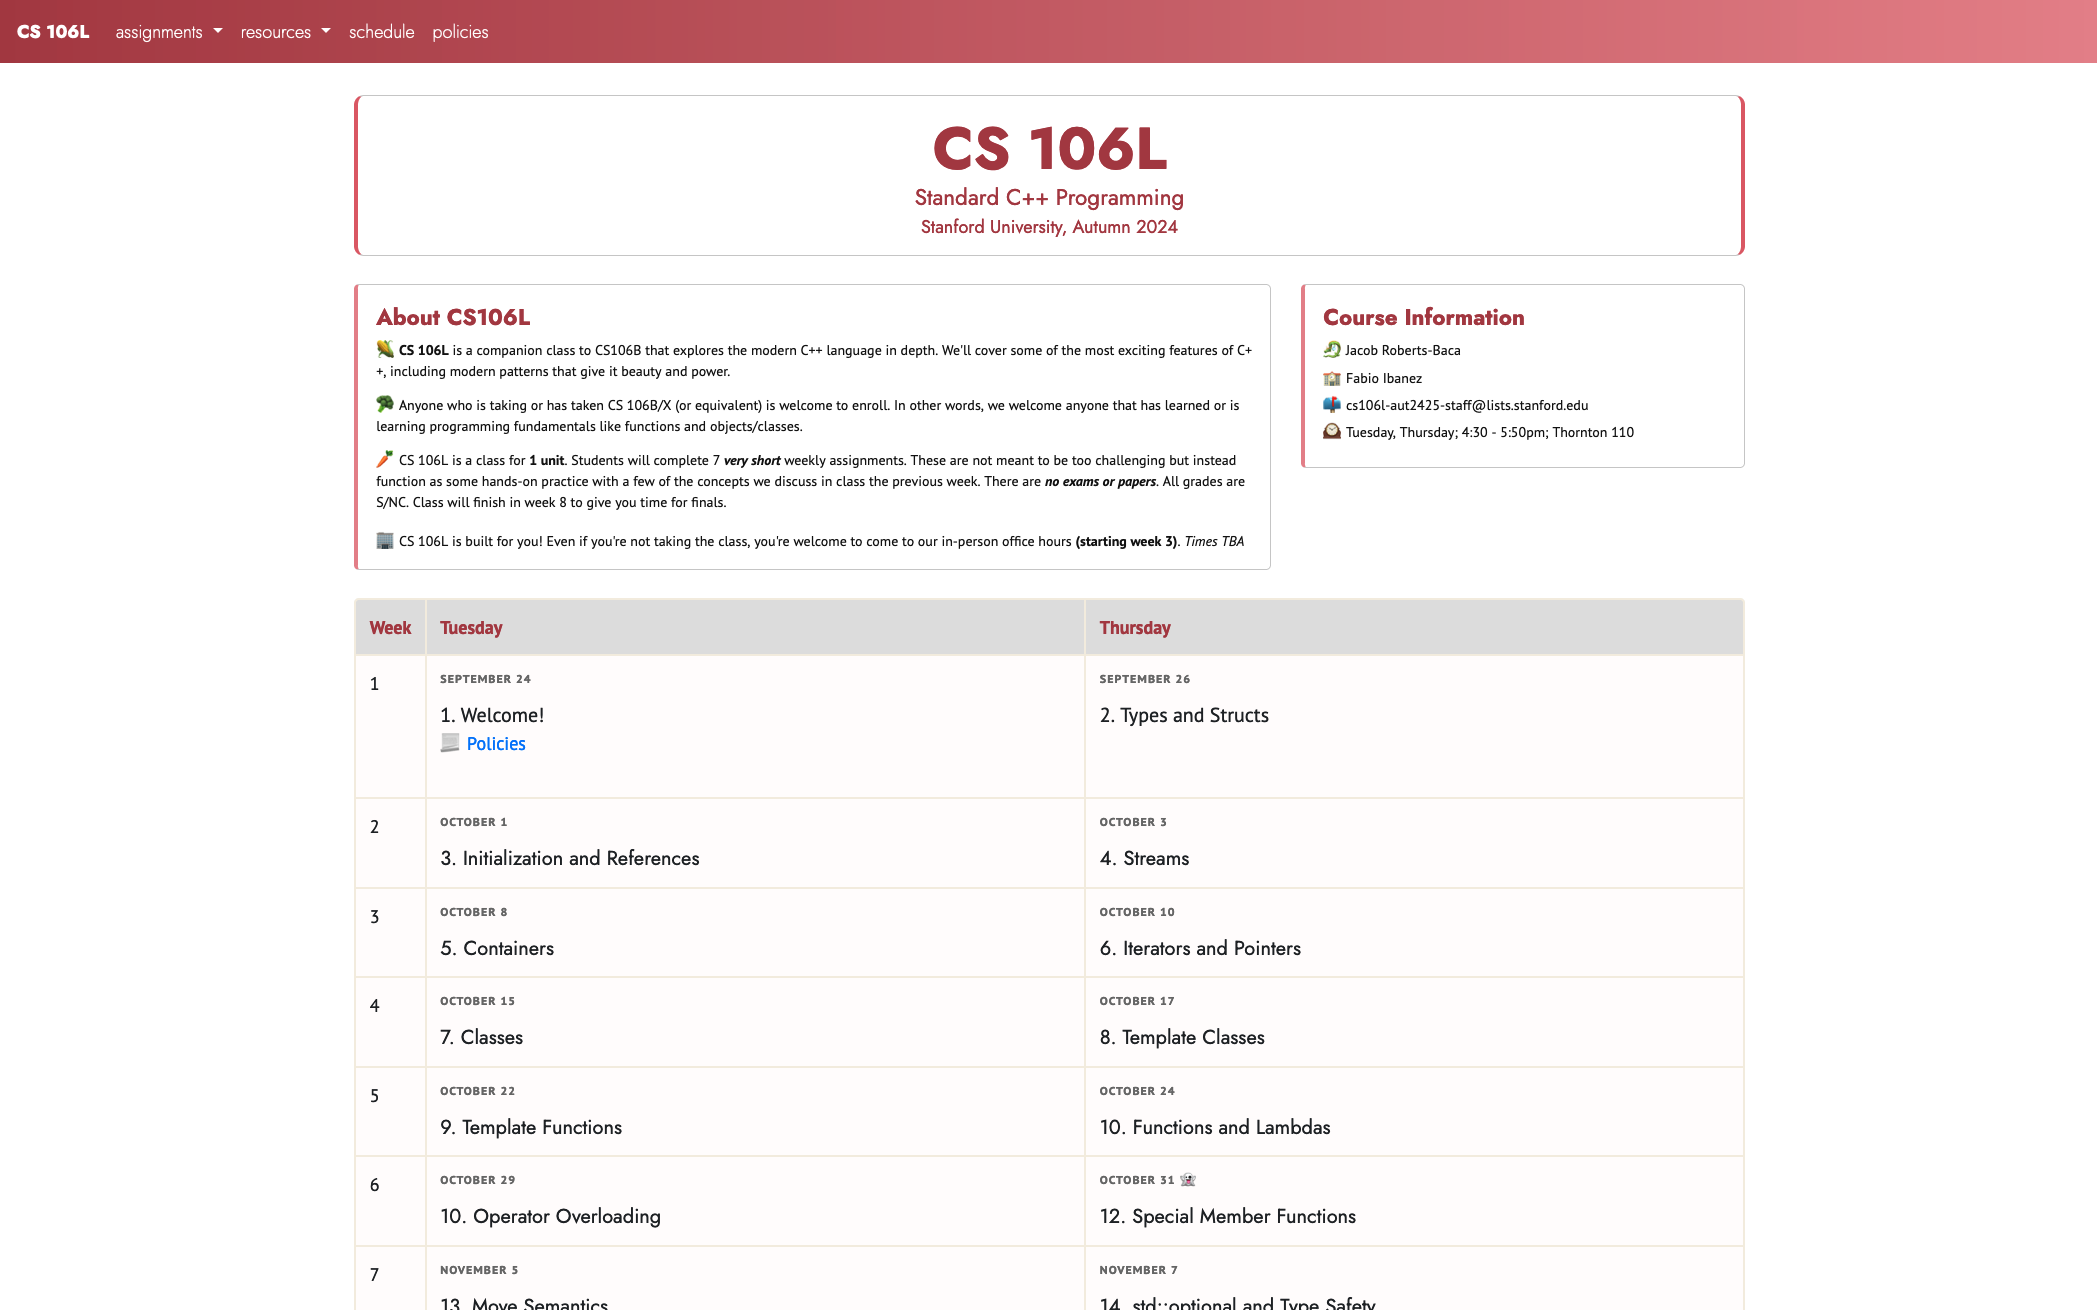 CS 106L assignments resources schedule policies
CS 106L
Standard C++ Programming
Stanford University, Autumn 2024
About CS106L
CS 106L is a companion class to CS106B that explores the modern C++ language in depth. We'll cover some of the most exciting features of C+
+, including modern patterns that give it beauty and power.
Anyone who is taking or has taken CS 106B/X (or equivalent) is welcome to enroll. In other words, we welcome anyone that has learned or is
learning programming fundamentals like functions and objects/classes.
CS 106L is a class for 1 unit. Students will complete 7 very short weekly assignments. These are not meant to be too challenging but instead
function as some hands-on practice with a few of the concepts we discuss in class the previous week. There are no exams or papers. All grades are
S/NC. Class will finish in week 8 to give you time for finals.
CS 106L is built for you! Even if you're not taking the class, you're welcome to come to our in-person office hours (starting week 3). Times TBA
Course Information
Jacob Roberts-Baca
Fabio Ibanez
cs106l-aut2425-staff@lists.stanford.edu
Tuesday, Thursday; 4:30 - 5:50pm; Thornton 110
Week Tuesday Thursday
1
SEPTEMBER 24
1. Welcome!
Policies
SEPTEMBER 26
2. Types and Structs
2
OCTOBER 1
3. Initialization and References
OCTOBER 3
4. Streams
3
OCTOBER 8
5. Containers
OCTOBER 10
6. Iterators and Pointers
4
OCTOBER 15
7. Classes
OCTOBER 17
8. Template Classes
5
OCTOBER 22
9. Template Functions
OCTOBER 24
10. Functions and Lambdas
6
OCTOBER 29
10. Operator Overloading
OCTOBER 31
12. Special Member Functions
7
NOVEMBER 5
13. Move Semantics
NOVEMBER 7
14. std::optional and Type Safety